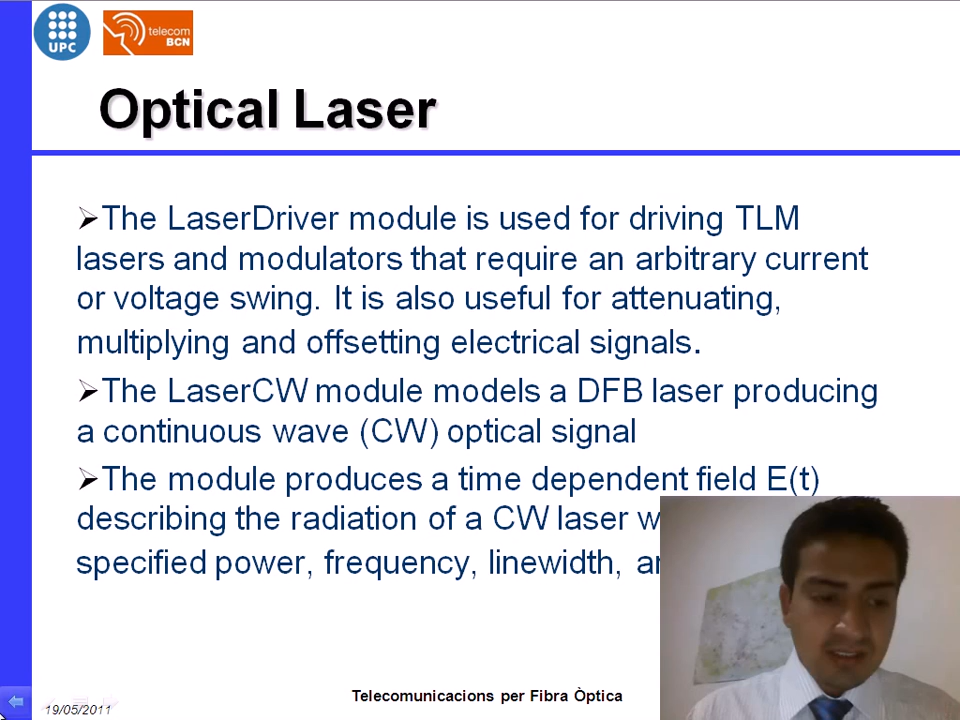 UPC
telecom
BCN
Optical Laser
The LaserDriver module is used for driving TLM
lasers and modulators that require an arbitrary current
or voltage swing. It is also useful for attenuating,
multiplying and offsetting electrical signals.
The LaserCW module models a DFB laser producing
a continuous wave (CW) optical signal
The module produces a time dependent field E(t)
describing the radiation of a CW laser
specified power, frequency, linewidth,
19/05/2011
Telecomunicacions per Fibra Òptica